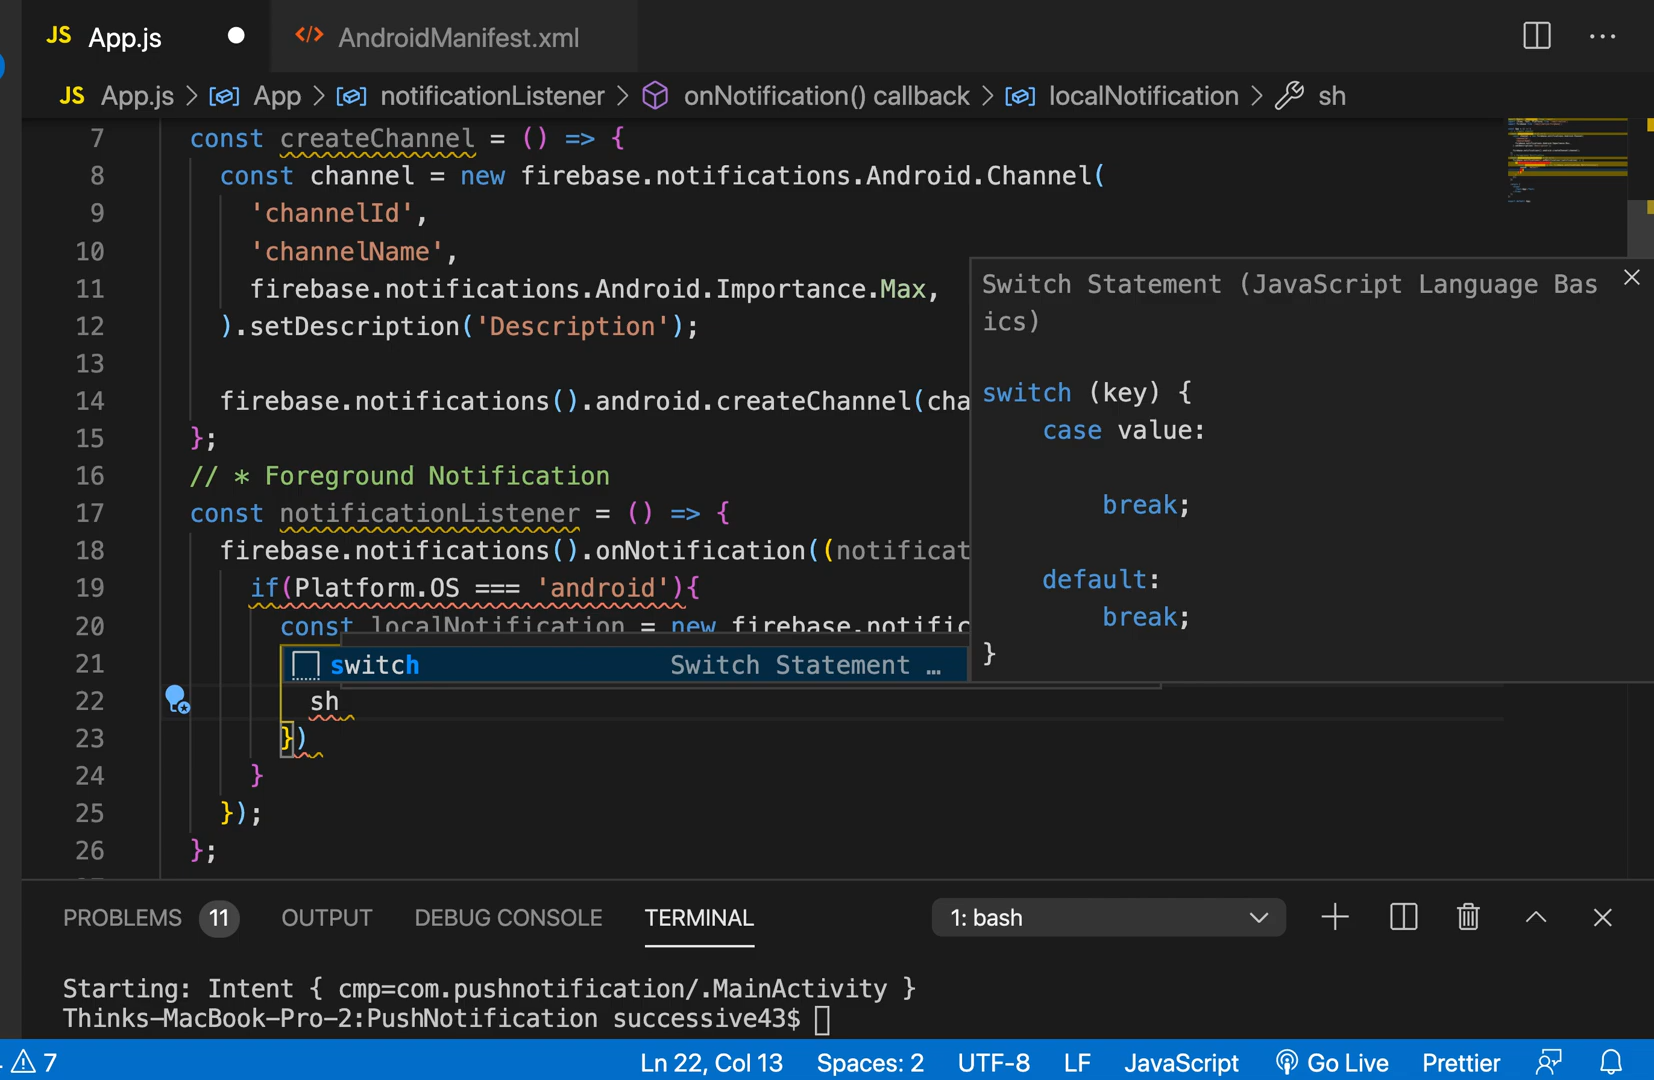 JS App.js
</> AndroidManifest.xml
JS App.js > App > notificationListener > onNotification() callback > localNotification > sh
7 const createChannel = () => {
8 const channel = new firebase.notifications.Android.Channel(
9 'channelId',
10 'channelName',
11 firebase.notifications.Android.Importance.Max,
12 ).setDescription('Description');
13
14 firebase.notifications().android.createChannel(cha
15 };
16 // * Foreground Notification
17 const notificationListener = () => {
18 firebase.notifications().onNotification((notificat
19 if(Platform.OS === 'android'){
20 const localNotification = new firebase.notific
21
switch Switch Statement …
22 sh
23 })
24 }
25 });
26 };
Switch Statement (JavaScript Language Bas
ics)
switch (key) {
case value:
break;
default:
break;
}
PROBLEMS 11 OUTPUT DEBUG CONSOLE TERMINAL 1: bash
Starting: Intent { cmp=com.pushnotification/.MainActivity }
Thinks-MacBook-Pro-2:PushNotification successive43$
7 Ln 22, Col 13 Spaces: 2 UTF-8 LF JavaScript Go Live Prettier